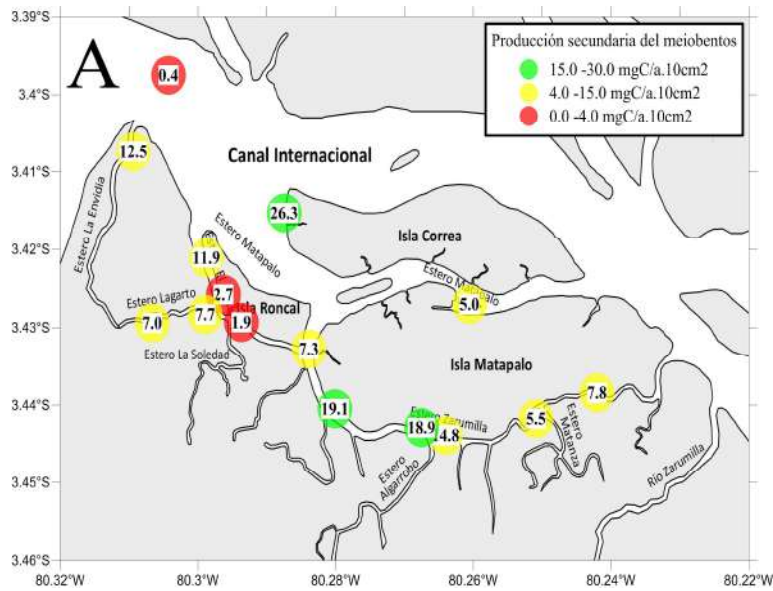 3.39°S
3.4°S
3.41°S
3.42°S
3.43°S
3.44°S
3.45°S
3.46°S
80.32°W
80.3°W
80.28°W
80.26°W
80.24°W
80.22°W
A
Producción secundaria del meiobentos
15.0 -30.0 mgC/a.10cm2
4.0 -15.0 mgC/a.10cm2
0.0 -4.0 mgC/a.10cm2
0.4
12.5
Canal Internacional
26.3
Isla Correa
Estero La Envidia
Estero Matapalo
11.9
Estero Matapalo
5.0
2.7
Estero Lagarto
7.0
7.7
1.9
Isla Roncal
Estero La Soledad
7.3
Isla Matapalo
19.1
18.9
14.8
Estero Zarumilla
5.5
7.8
Estero Matanza
Estero Algarrobo
Río Zarumilla